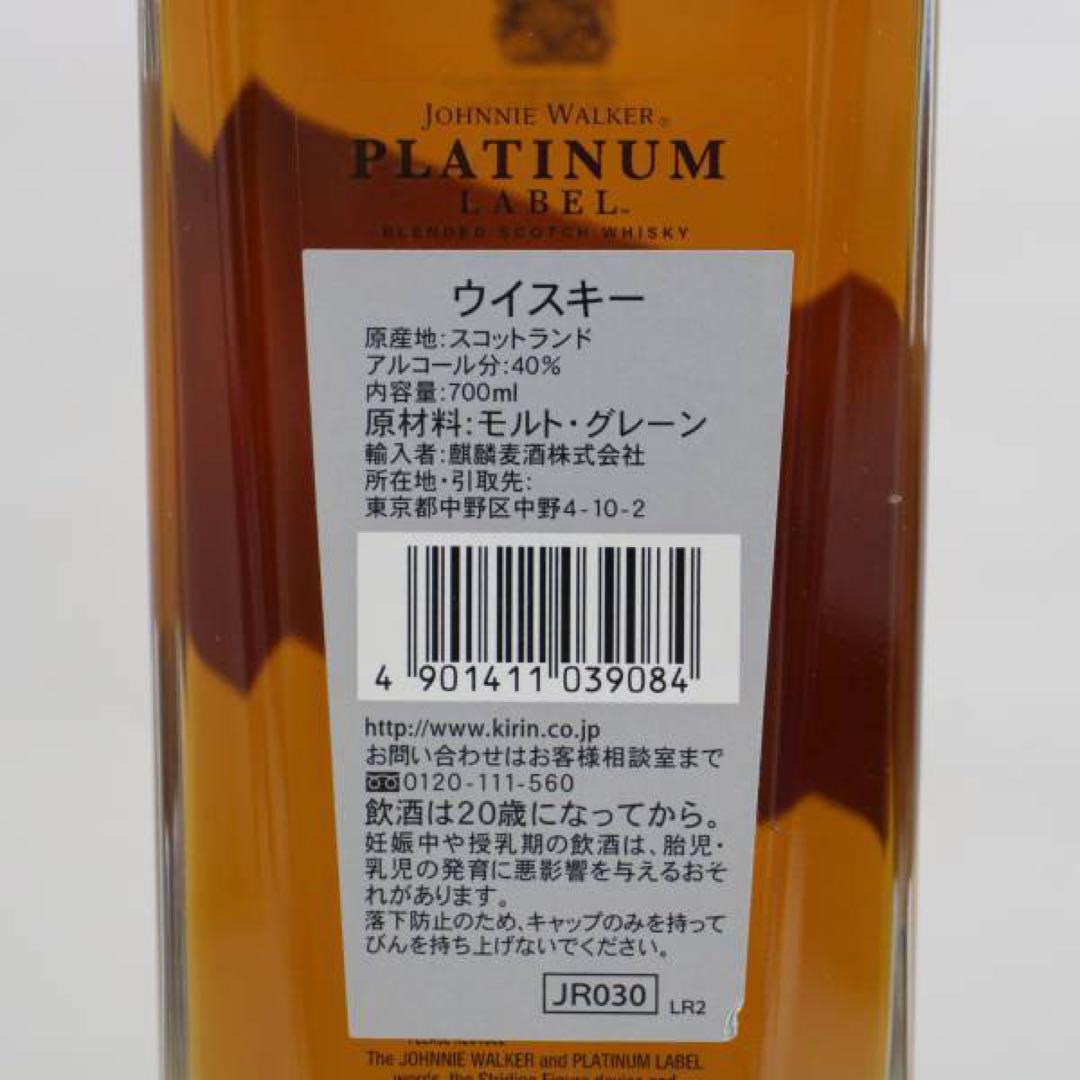 JOHNNIE WALKER®
PLATINUM
LABEL™
BLENDED SCOTCH WHISKY
ウイスキー
原産地:スコットランド
アルコール分:40%
内容量:700ml
原材料:モルト・グレーン
輸入者:麒麟麦酒株式会社
所在地・引取先:
東京都中野区中野4-10-2
4 901411 039084
http://www.kirin.co.jp
お問い合わせはお客様相談室まで
0120-111-560
飲酒は20歳になってから。
妊娠中や授乳期の飲酒は、胎児・
乳児の発育に悪影響を与えるおそ
れがあります。
落下防止のため、キャップのみを持って
びんを持ち上げないでください。
JR030 LR2
The JOHNNIE WALKER and PLATINUM LABEL
words, the Striding Figure device and